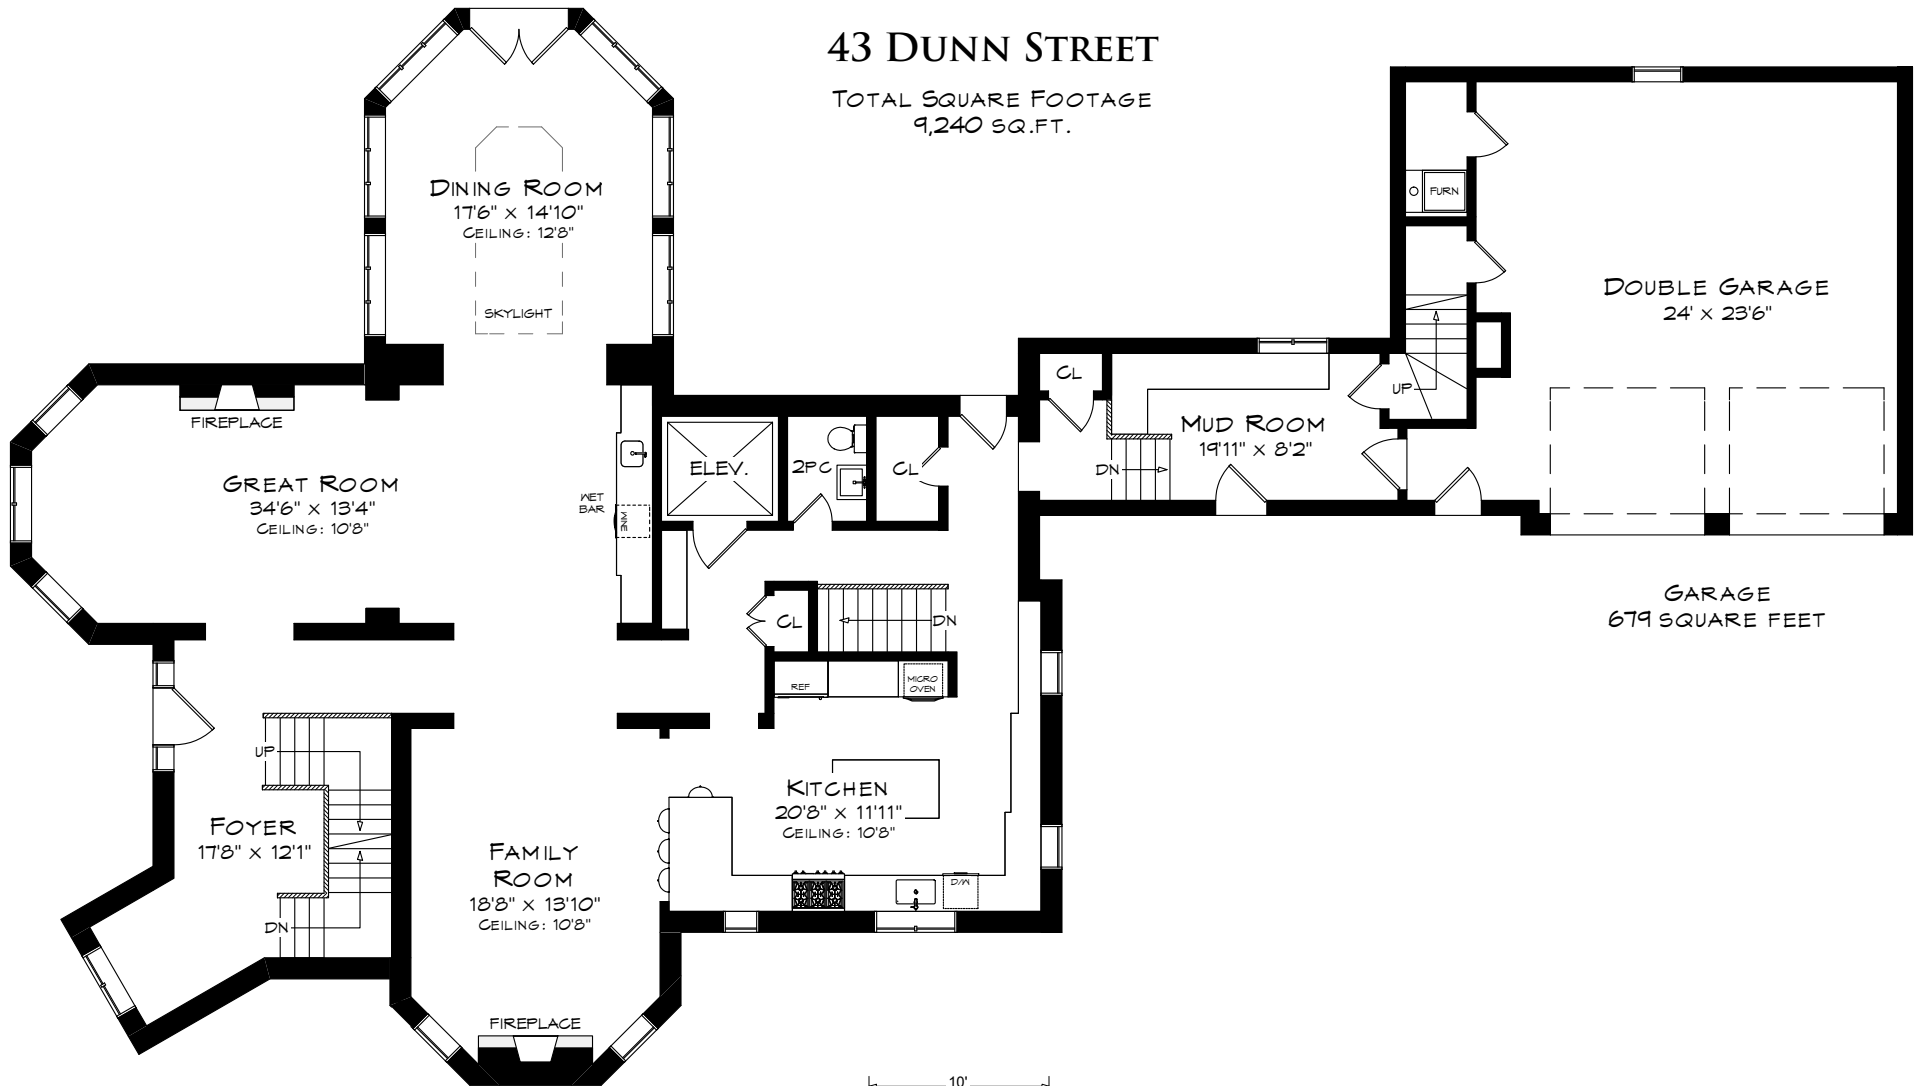 43 DUNN STREET
TOTAL SQUARE FOOTAGE
9,240 SQ.FT.
DINING ROOM
17'6" × 14'10"
CEILING: 12'8"
SKYLIGHT
FURN
DOUBLE GARAGE
24' × 23'6"
UP
CL
MUD ROOM
19'11" × 8'2"
DN
FIREPLACE
GREAT ROOM
34'6" × 13'4"
CEILING: 10'8"
WET
BAR
WINE
ELEV.
2PC
CL
GARAGE
679 SQUARE FEET
CL
DN
REF
MICRO
OVEN
UP
FOYER
17'8" × 12'1"
DN
KITCHEN
20'8" × 11'11"
CEILING: 10'8"
D/W
FAMILY
ROOM
18'8" × 13'10"
CEILING: 10'8"
FIREPLACE
10'